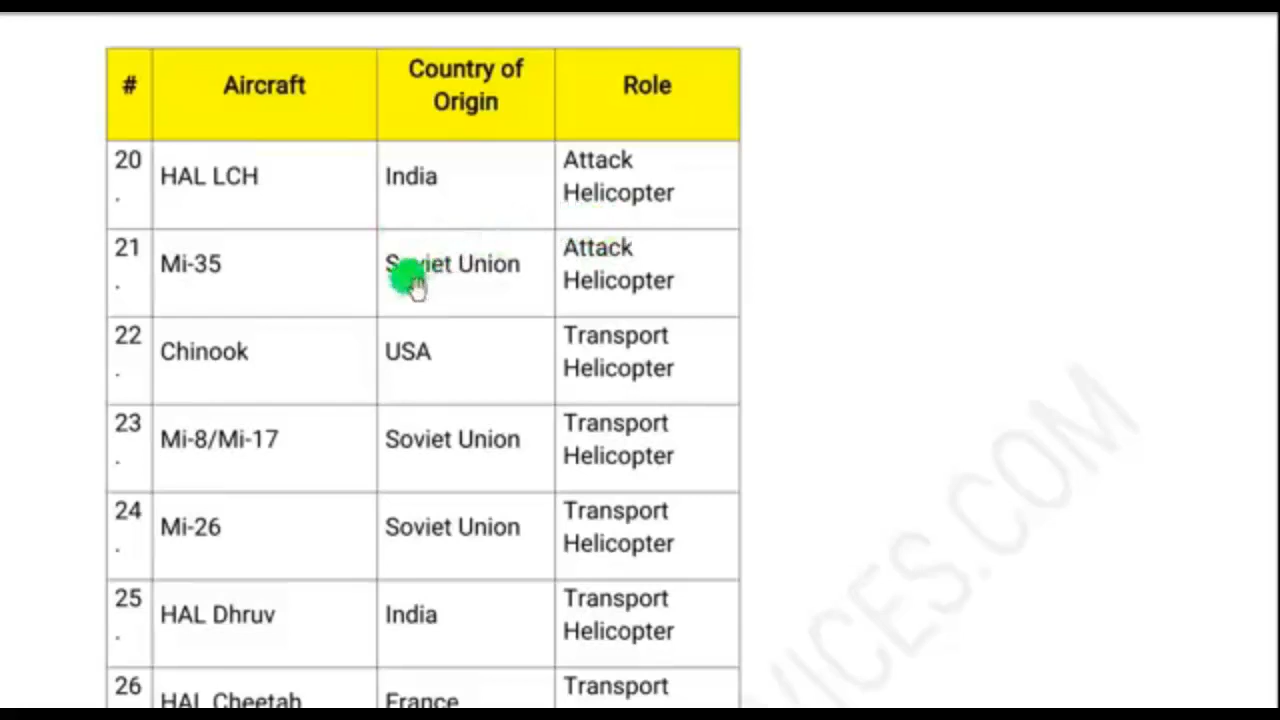 # Aircraft Country of Origin Role
20. HAL LCH India Attack Helicopter
21. Mi-35 Soviet Union Attack Helicopter
22. Chinook USA Transport Helicopter
23. Mi-8/Mi-17 Soviet Union Transport Helicopter
24. Mi-26 Soviet Union Transport Helicopter
25. HAL Dhruv India Transport Helicopter
26 HAL Cheetah France Transport
VICES.COM